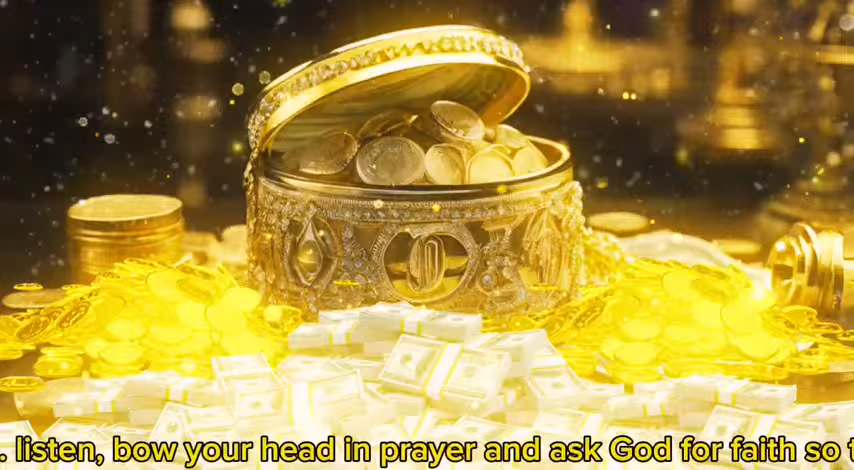 . listen, bow your head in prayer and ask God for faith so t